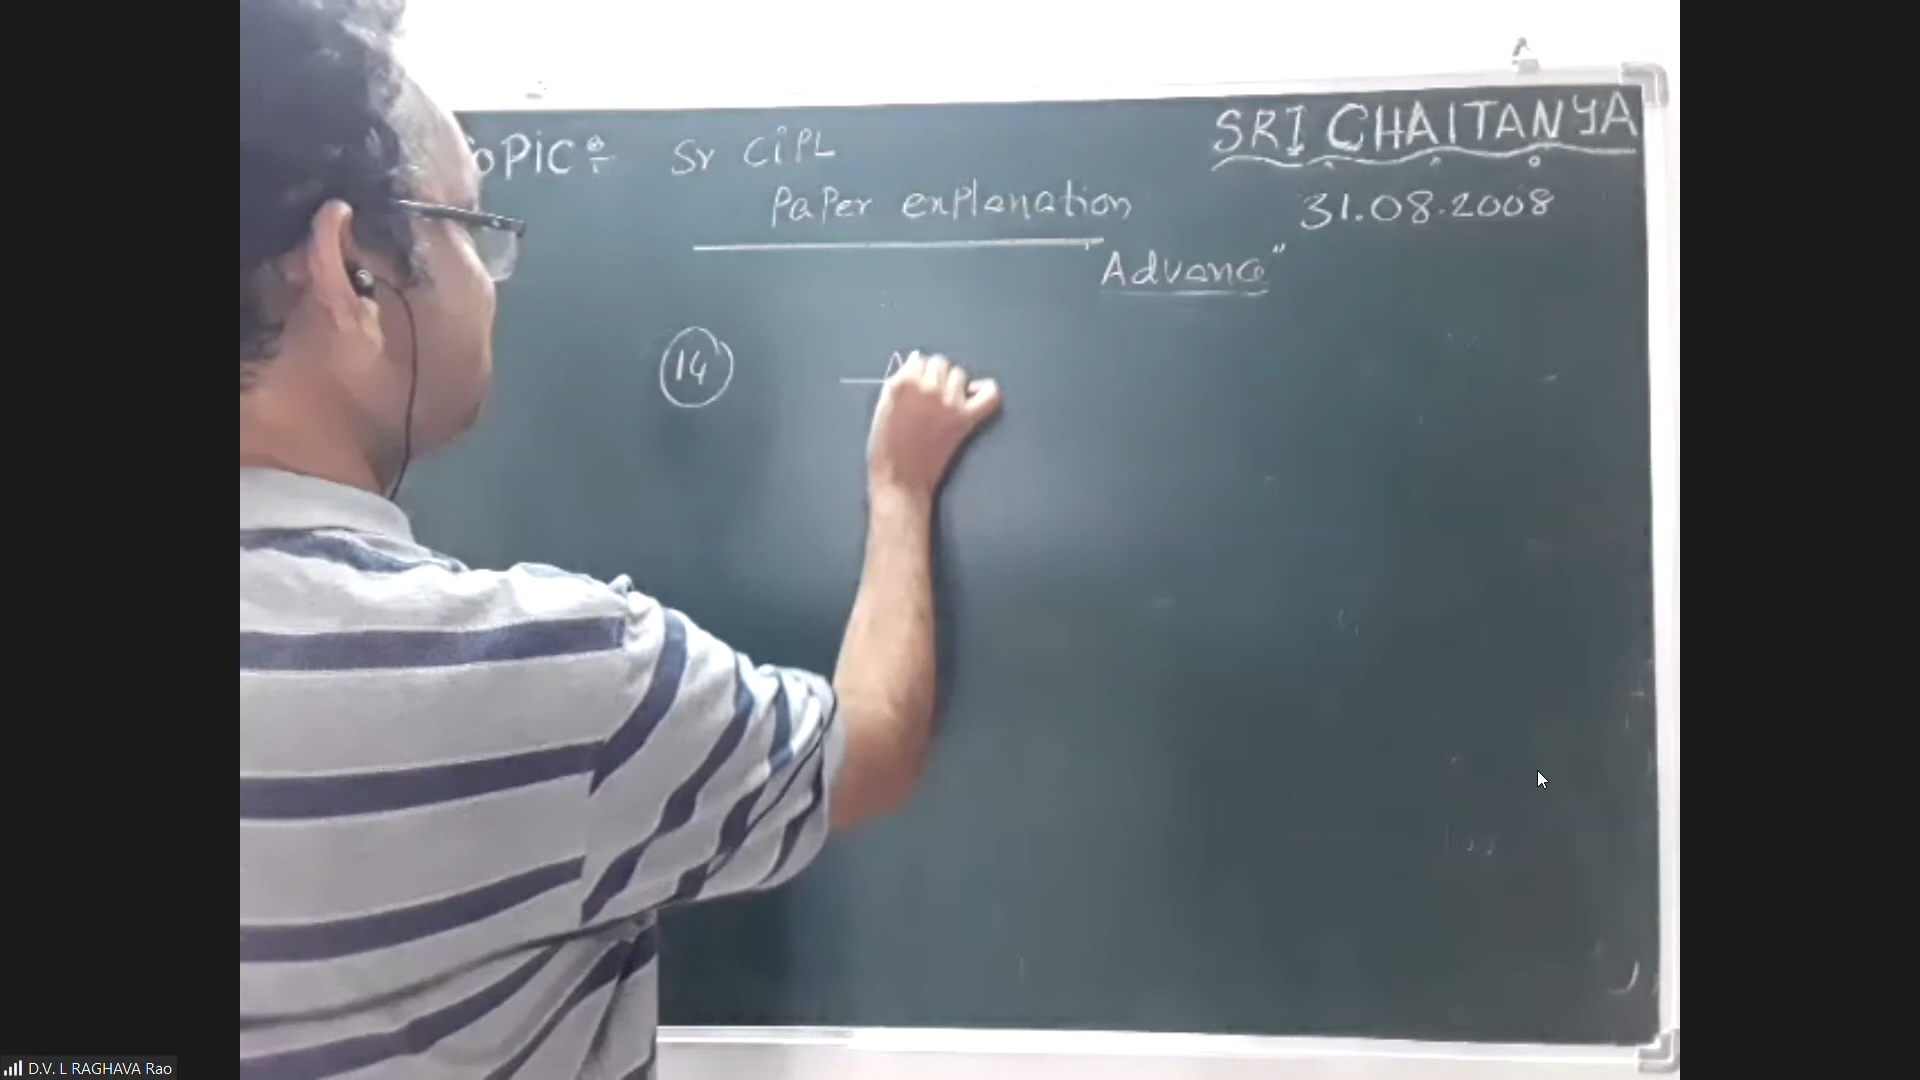 oPiC :- Sr CiPL
SRI CHAITANYA
Paper explanation
31.08.2008
"Advance"
14
D.V. L RAGHAVA Rao